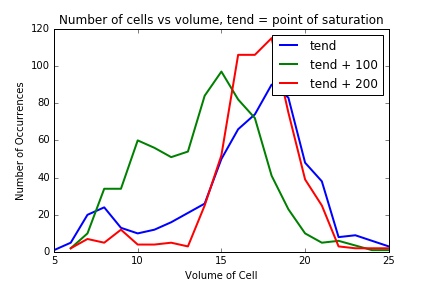 Number of cells vs volume, tend = point of saturation
120
100
80
60
40
20
0
Number of Occurrences
tend
tend + 100
tend + 200
5
10
15
20
25
Volume of Cell